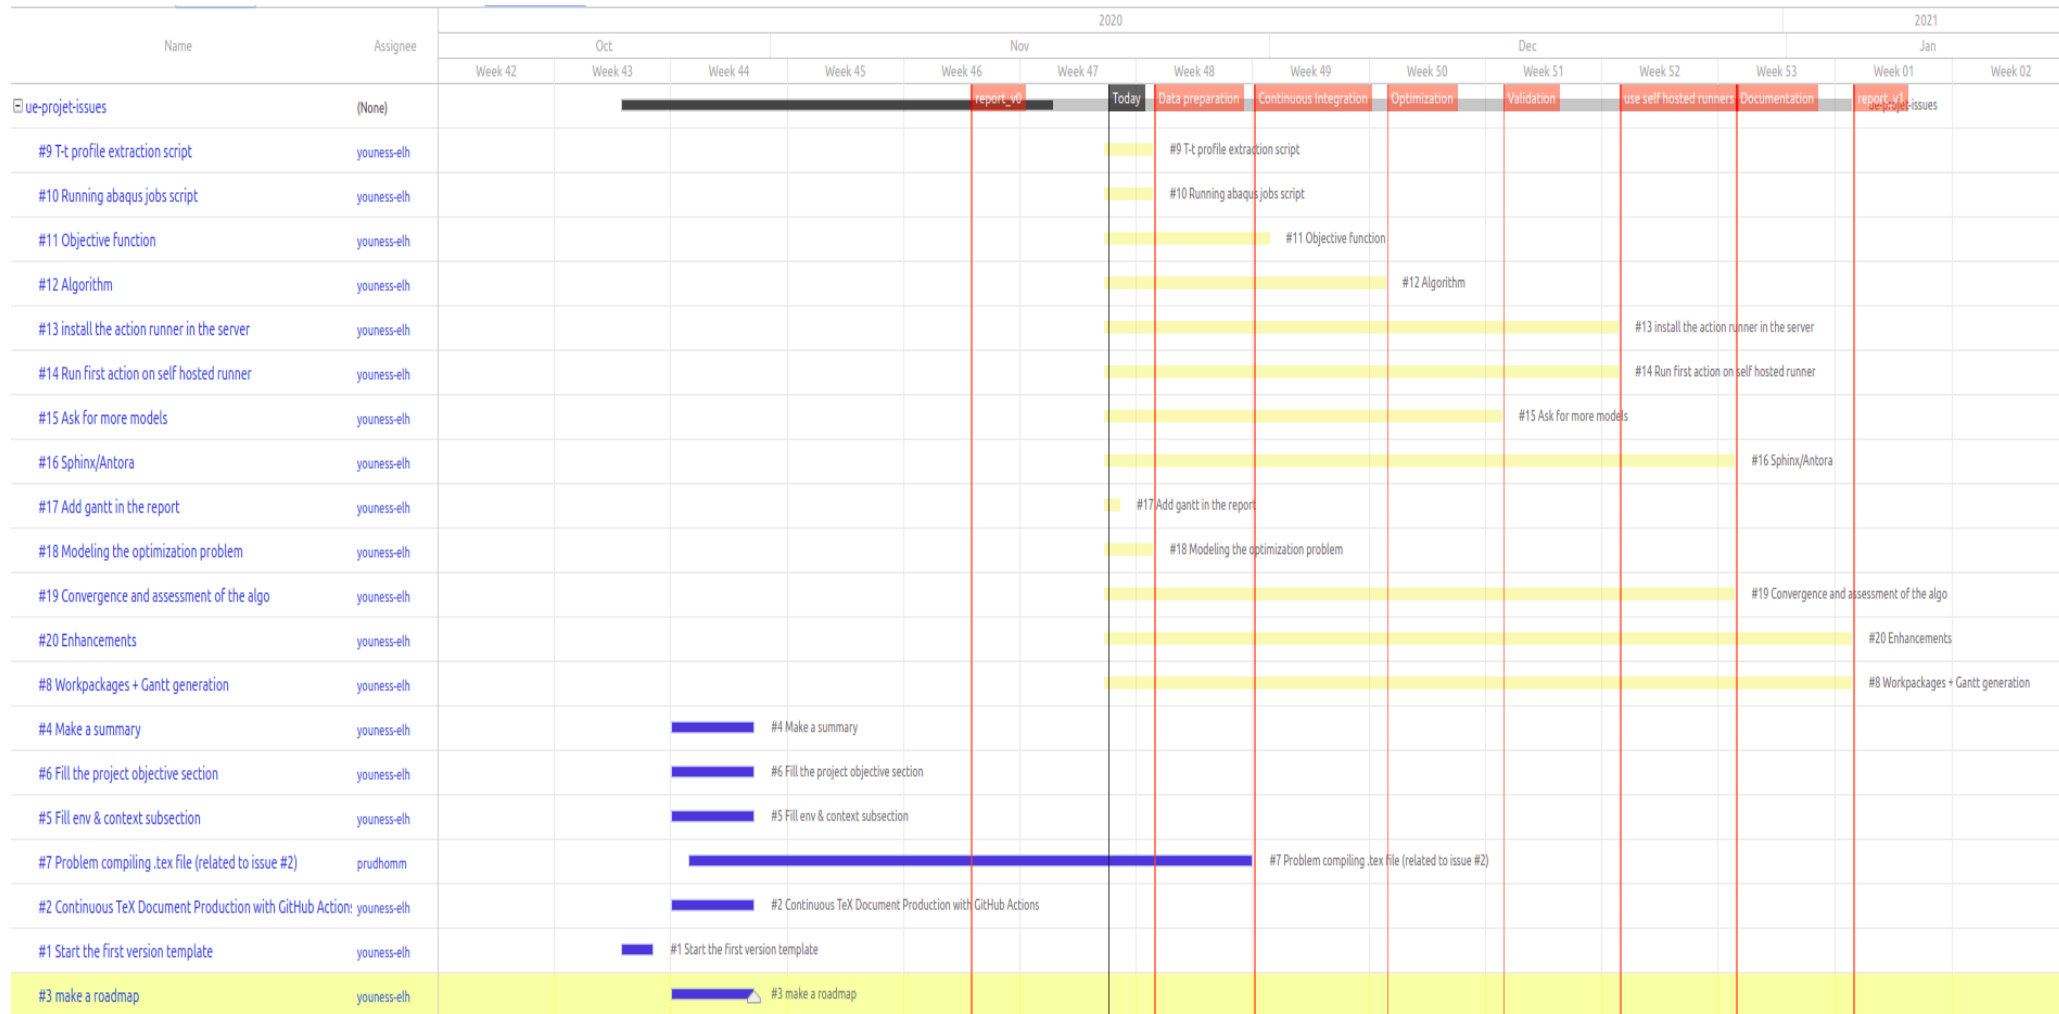 2020 2021
Name Assignee Oct Nov Dec Jan
Week 42 Week 43 Week 44 Week 45 Week 46 Week 47 Week 48 Week 49 Week 50 Week 51 Week 52 Week 53 Week 01 Week 02
report_v0 Today Data preparation Continuous Integration Optimization Validation use self hosted runners Documentation report_v1
ue-projet-issues (None) ue-projet-issues
#9 T-t profile extraction script youness-elh #9 T-t profile extraction script
#10 Running abaqus jobs script youness-elh #10 Running abaqus jobs script
#11 Objective function youness-elh #11 Objective function
#12 Algorithm youness-elh #12 Algorithm
#13 install the action runner in the server youness-elh #13 install the action runner in the server
#14 Run first action on self hosted runner youness-elh #14 Run first action on self hosted runner
#15 Ask for more models youness-elh #15 Ask for more models
#16 Sphinx/Antora youness-elh #16 Sphinx/Antora
#17 Add gantt in the report youness-elh #17 Add gantt in the report
#18 Modeling the optimization problem youness-elh #18 Modeling the optimization problem
#19 Convergence and assessment of the algo youness-elh #19 Convergence and assessment of the algo
#20 Enhancements youness-elh #20 Enhancements
#8 Workpackages + Gantt generation youness-elh #8 Workpackages + Gantt generation
#4 Make a summary youness-elh #4 Make a summary
#6 Fill the project objective section youness-elh #6 Fill the project objective section
#5 Fill env & context subsection youness-elh #5 Fill env & context subsection
#7 Problem compiling .tex file (related to issue #2) prudhomm #7 Problem compiling .tex file (related to issue #2)
#2 Continuous TeX Document Production with GitHub Actions youness-elh #2 Continuous TeX Document Production with GitHub Actions
#1 Start the first version template youness-elh #1 Start the first version template
#3 make a roadmap youness-elh #3 make a roadmap